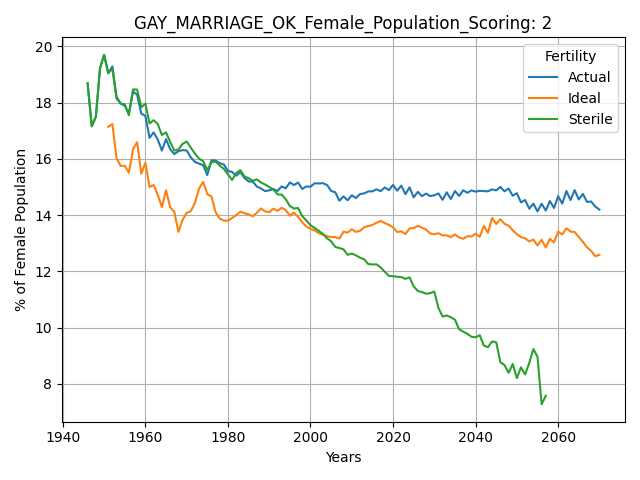 GAY_MARRIAGE_OK_Female_Population_Scoring: 2
% of Female Population
20
18
16
14
12
10
8
1940
1960
1980
2000
2020
2040
2060
Years
Fertility
Actual
Ideal
Sterile